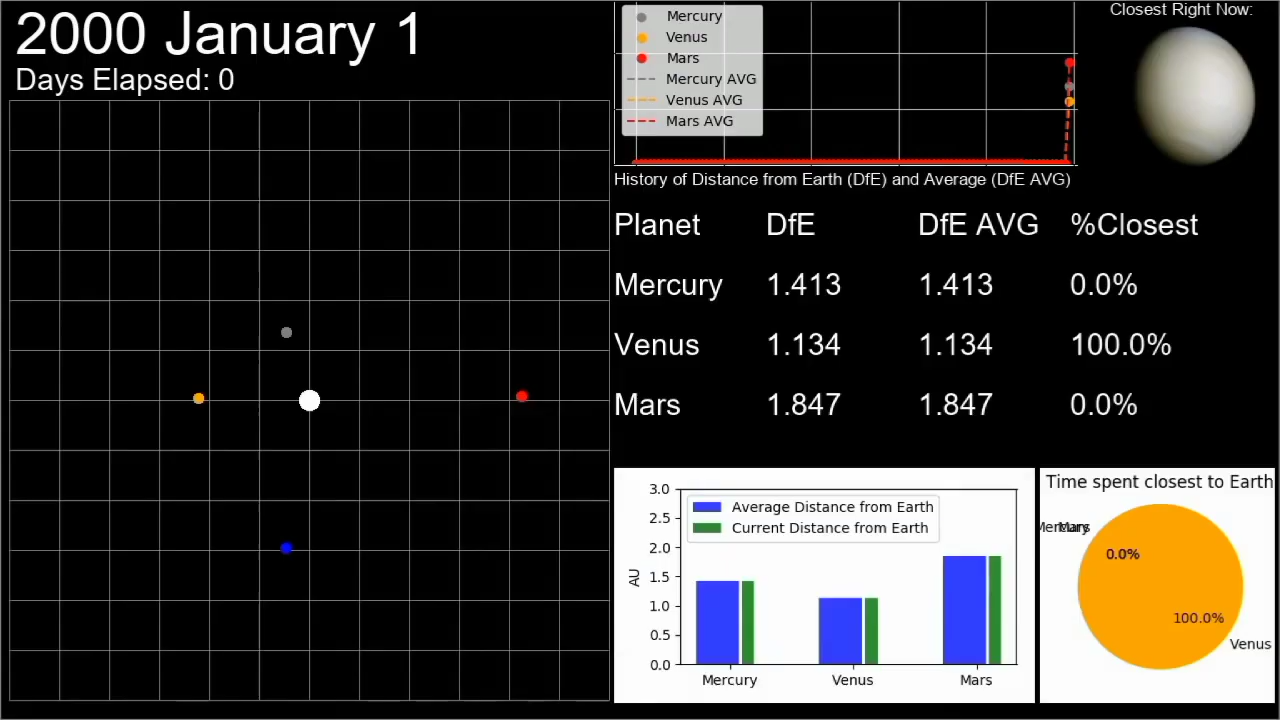 2000 January 1
Days Elapsed: 0
Mercury
Venus
Mars
Mercury AVG
Venus AVG
Mars AVG
Closest Right Now:
History of Distance from Earth (DfE) and Average (DfE AVG)
Planet DfE DfE AVG %Closest
Mercury 1.413 1.413 0.0%
Venus 1.134 1.134 100.0%
Mars 1.847 1.847 0.0%
3.0
2.5
2.0
1.5
1.0
0.5
0.0
AU
Average Distance from Earth
Current Distance from Earth
Mercury Venus Mars
Time spent closest to Earth
Mercury
Mars
0.0%
100.0%
Venus